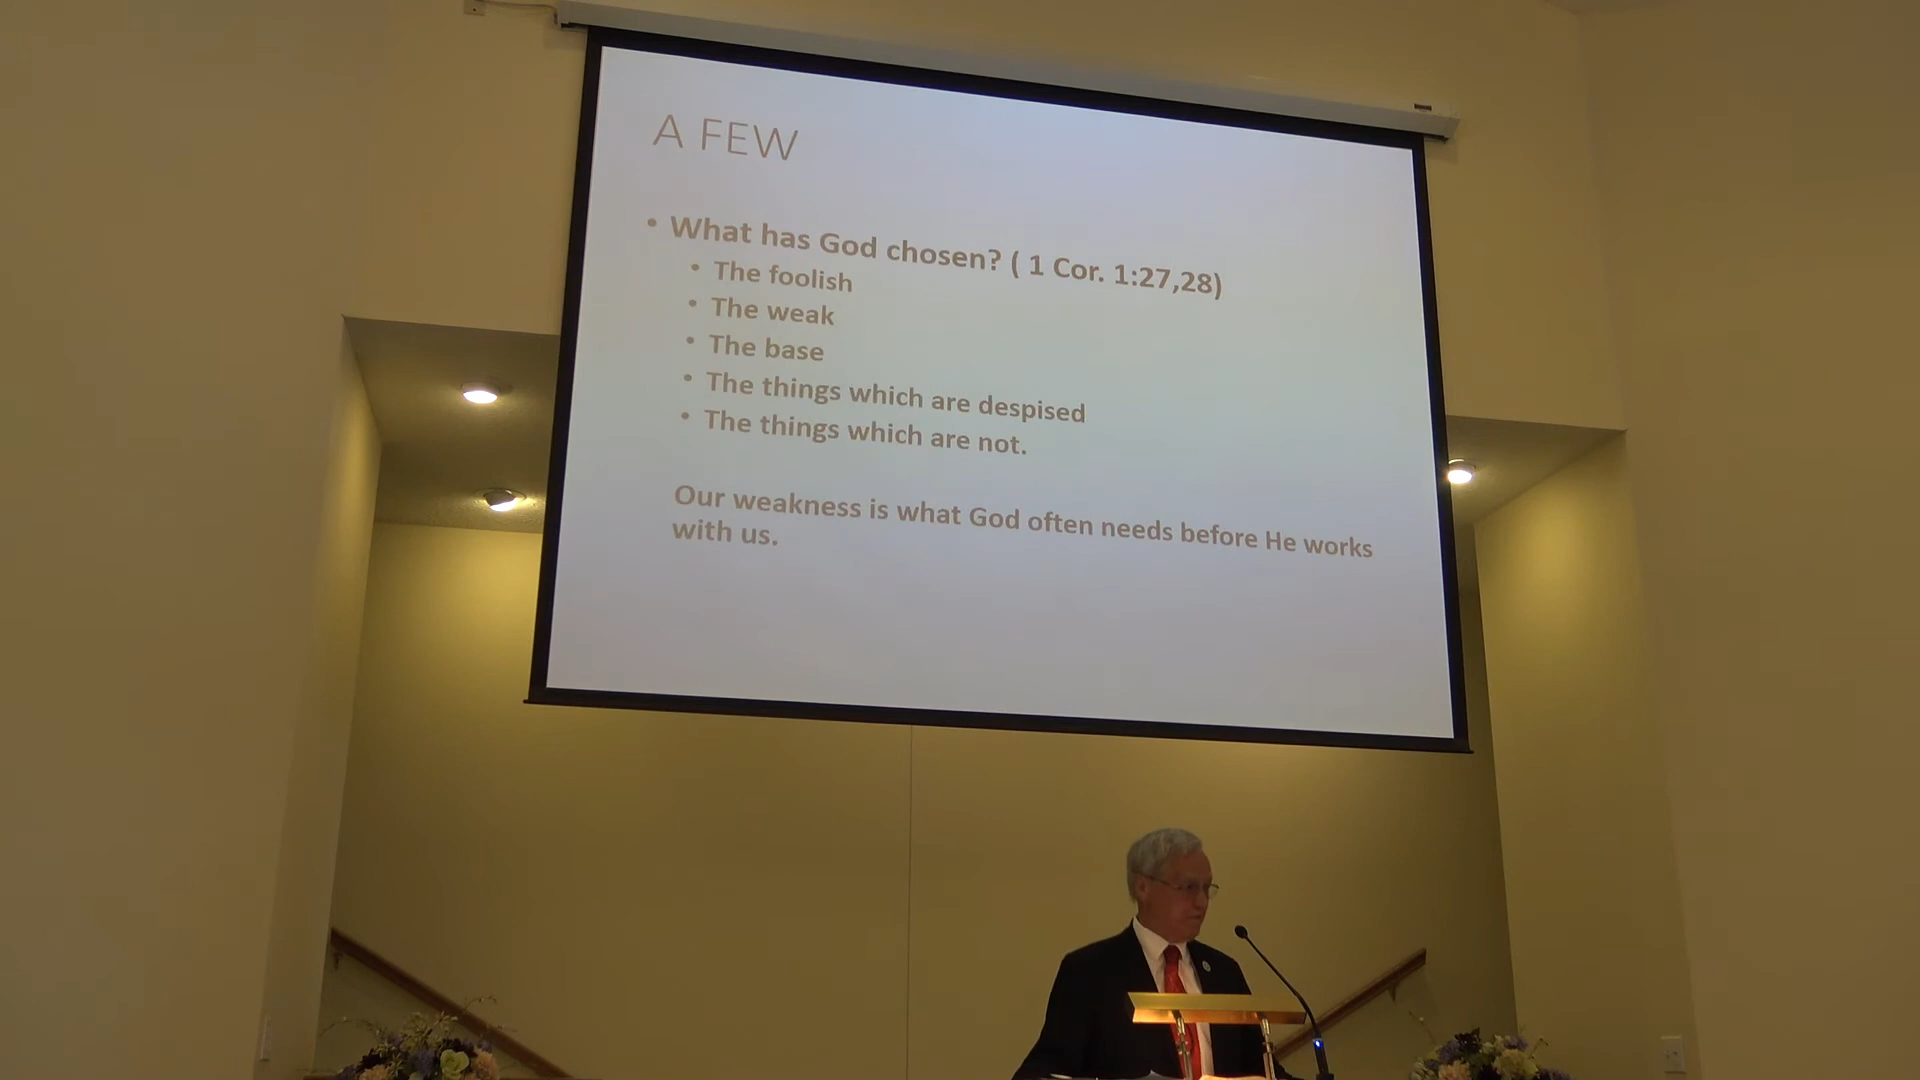 A FEW
• What has God chosen? ( 1 Cor. 1:27,28)
• The foolish
• The weak
• The base
• The things which are despised
• The things which are not.
Our weakness is what God often needs before He works
with us.